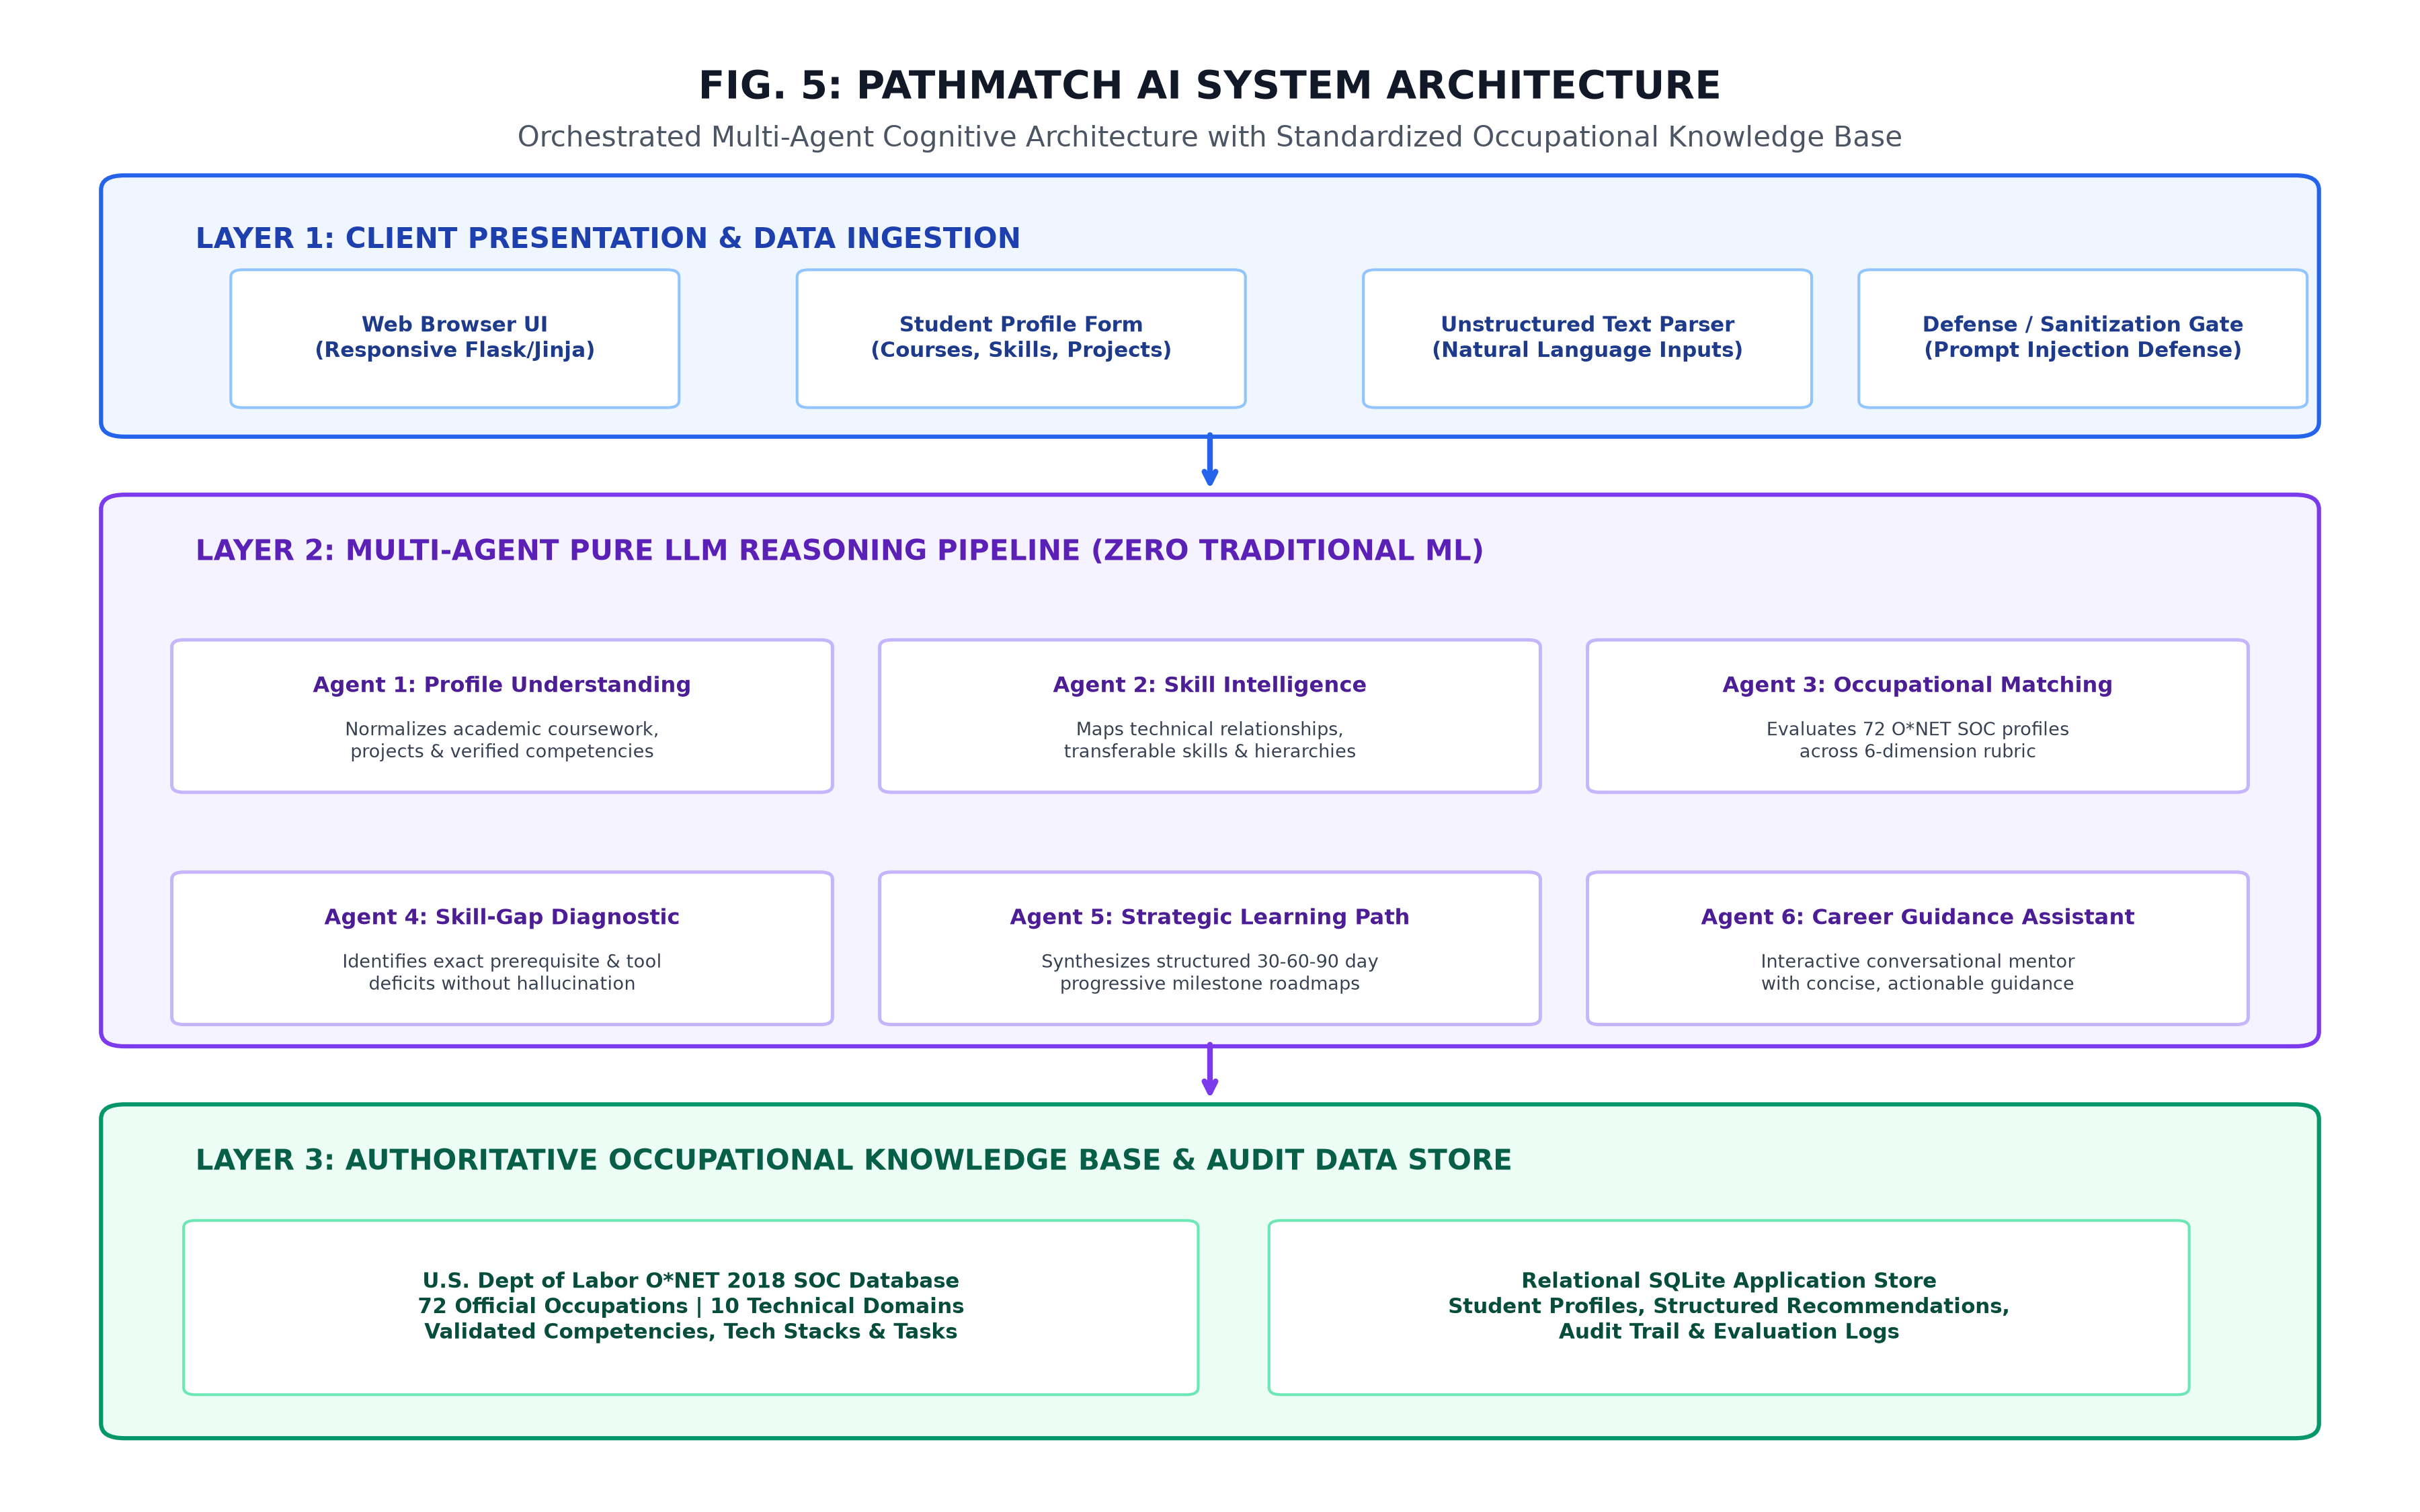 FIG. 5: PATHMATCH AI SYSTEM ARCHITECTURE
Orchestrated Multi-Agent Cognitive Architecture with Standardized Occupational Knowledge Base
LAYER 1: CLIENT PRESENTATION & DATA INGESTION
Web Browser UI
(Responsive Flask/Jinja)
Student Profile Form
(Courses, Skills, Projects)
Unstructured Text Parser
(Natural Language Inputs)
Defense / Sanitization Gate
(Prompt Injection Defense)
LAYER 2: MULTI-AGENT PURE LLM REASONING PIPELINE (ZERO TRADITIONAL ML)
Agent 1: Profile Understanding
Normalizes academic coursework,
projects & verified competencies
Agent 2: Skill Intelligence
Maps technical relationships,
transferable skills & hierarchies
Agent 3: Occupational Matching
Evaluates 72 O*NET SOC profiles
across 6-dimension rubric
Agent 4: Skill-Gap Diagnostic
Identifies exact prerequisite & tool
deficits without hallucination
Agent 5: Strategic Learning Path
Synthesizes structured 30-60-90 day
progressive milestone roadmaps
Agent 6: Career Guidance Assistant
Interactive conversational mentor
with concise, actionable guidance
LAYER 3: AUTHORITATIVE OCCUPATIONAL KNOWLEDGE BASE & AUDIT DATA STORE
U.S. Dept of Labor O*NET 2018 SOC Database
72 Official Occupations | 10 Technical Domains
Validated Competencies, Tech Stacks & Tasks
Relational SQLite Application Store
Student Profiles, Structured Recommendations,
Audit Trail & Evaluation Logs